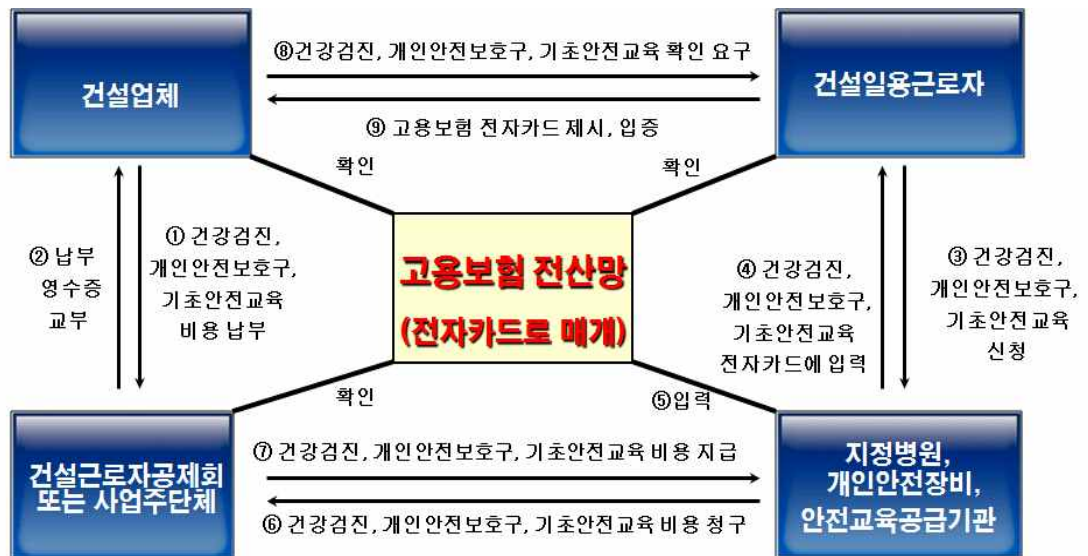 ⑧건강검진, 개인안전보호구, 기초안전교육 확인 요구
건설업체
건설일용근로자
⑨ 고용보험 전자카드 제시, 입증
확인
확인
② 납부
영수증
교부
① 건강검진,
개인안전보호구,
기초안전교육
비용 납부
고용보험 전산망
(전자카드로 매개)
④ 건강검진,
개인안전보호구,
기초안전교육
전자카드에 입력
③ 건강검진,
개인안전보호구,
기초안전교육
신청
확인
⑤입력
건설근로자공제회
또는 사업주단체
⑦ 건강검진, 개인안전보호구, 기초안전교육 비용 지급
⑥ 건강검진, 개인안전보호구, 기초안전교육 비용 청구
지정병원,
개인안전장비,
안전교육공급기관